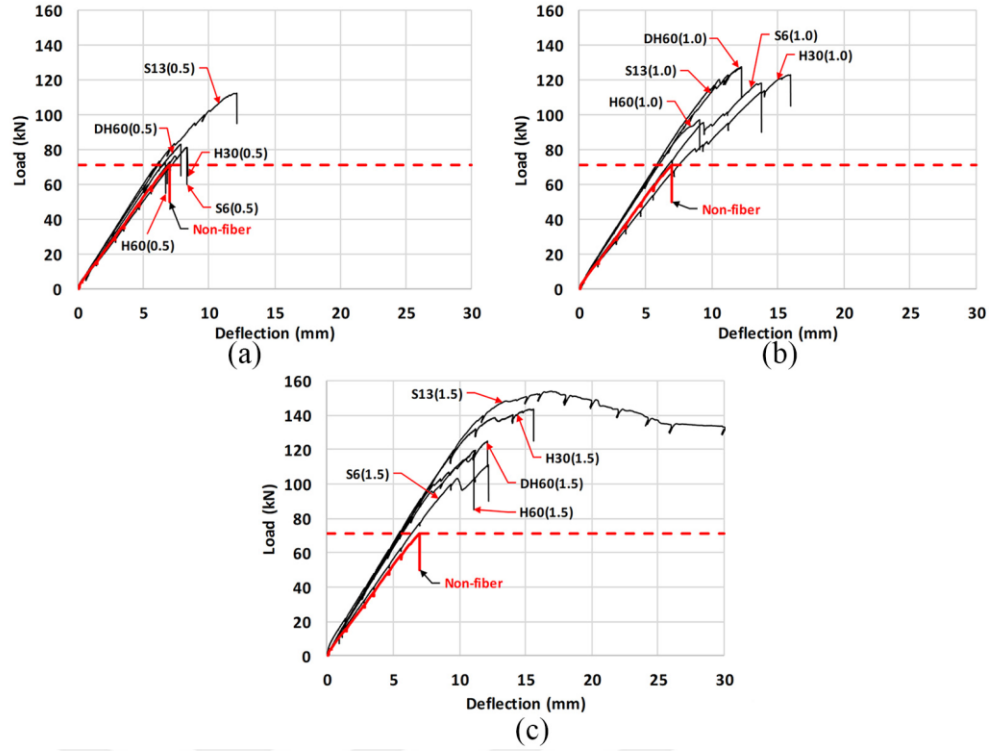 160
140
120
100
80
60
40
20
0
Load (kN)
S13(0.5)
DH60(0.5)
H30(0.5)
S6(0.5)
Non-fiber
H60(0.5)
0 5 10 15 20 25 30
Deflection (mm)
(a)
160
140
120
100
80
60
40
20
0
Load (kN)
S6(1.0)
DH60(1.0)
H30(1.0)
S13(1.0)
H60(1.0)
Non-fiber
0 5 10 15 20 25 30
Deflection (mm)
(b)
160
140
120
100
80
60
40
20
0
Load (kN)
S13(1.5)
H30(1.5)
S6(1.5)
DH60(1.5)
H60(1.5)
Non-fiber
0 5 10 15 20 25 30
Deflection (mm)
(c)